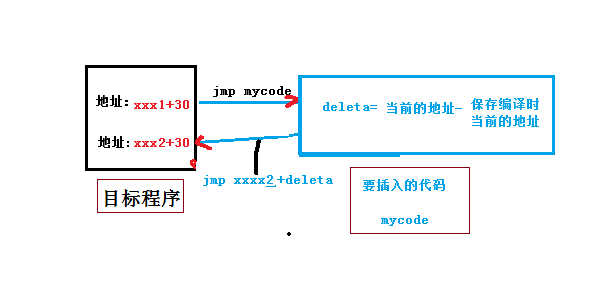 地址: xxx1+30
jmp mycode
地址: xxx2+30
deleta= 当前的地址- 保存编译时
当前的地址
jmp xxxx2_+deleta
目标程序
要插入的代码
mycode